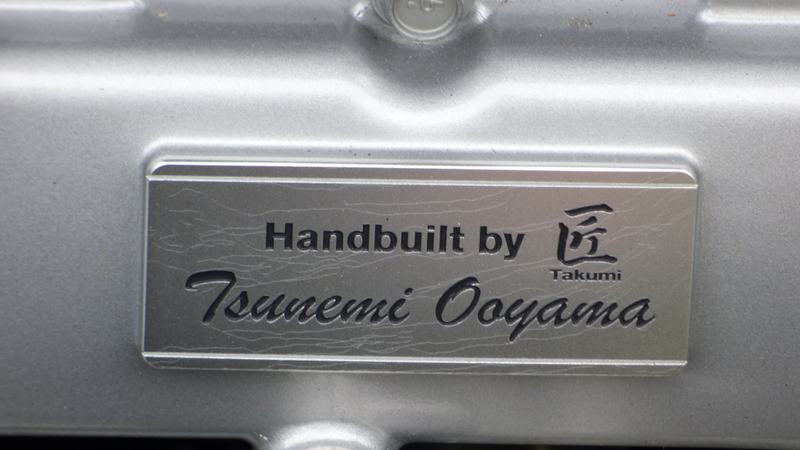 Handbuilt by 匠
Takumi
Tsunemi Ooyama